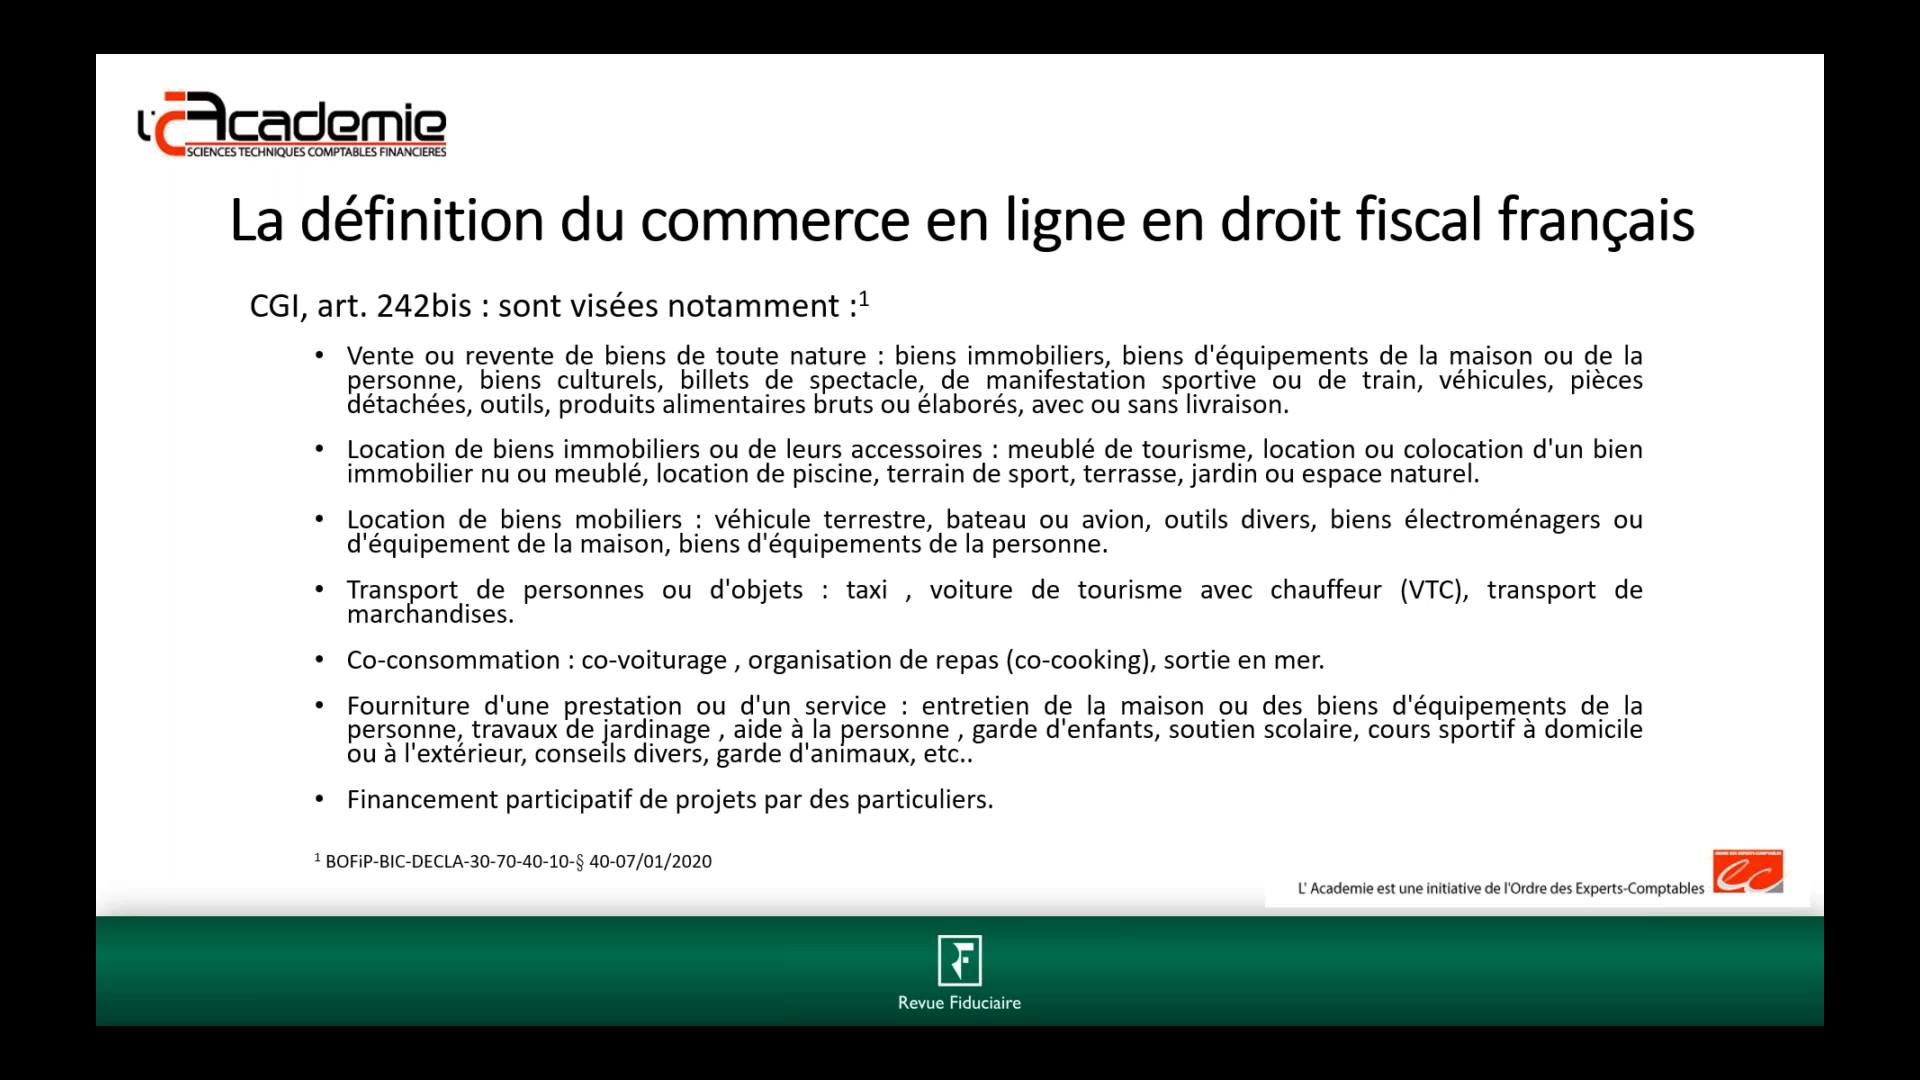 L'Academie
SCIENCES TECHNIQUES COMPTABLES FINANCIERES
La définition du commerce en ligne en droit fiscal français
CGI, art. 242bis : sont visées notamment :¹
• Vente ou revente de biens de toute nature : biens immobiliers, biens d'équipements de la maison ou de la
personne, biens culturels, billets de spectacle, de manifestation sportive ou de train, véhicules, pièces
détachées, outils, produits alimentaires bruts ou élaborés, avec ou sans livraison.
• Location de biens immobiliers ou de leurs accessoires : meublé de tourisme, location ou colocation d'un bien
immobilier nu ou meublé, location de piscine, terrain de sport, terrasse, jardin ou espace naturel.
• Location de biens mobiliers : véhicule terrestre, bateau ou avion, outils divers, biens électroménagers ou
d'équipement de la maison, biens d'équipements de la personne.
• Transport de personnes ou d'objets : taxi , voiture de tourisme avec chauffeur (VTC), transport de
marchandises.
• Co-consommation : co-voiturage , organisation de repas (co-cooking), sortie en mer.
• Fourniture d'une prestation ou d'un service : entretien de la maison ou des biens d'équipements de la
personne, travaux de jardinage , aide à la personne , garde d'enfants, soutien scolaire, cours sportif à domicile
ou à l'extérieur, conseils divers, garde d'animaux, etc..
• Financement participatif de projets par des particuliers.
¹ BOFiP-BIC-DECLA-30-70-40-10-§ 40-07/01/2020
ORDRE DES EXPERTS-COMPTABLES
L' Academie est une initiative de l'Ordre des Experts-Comptables
ec
RF
Revue Fiduciaire